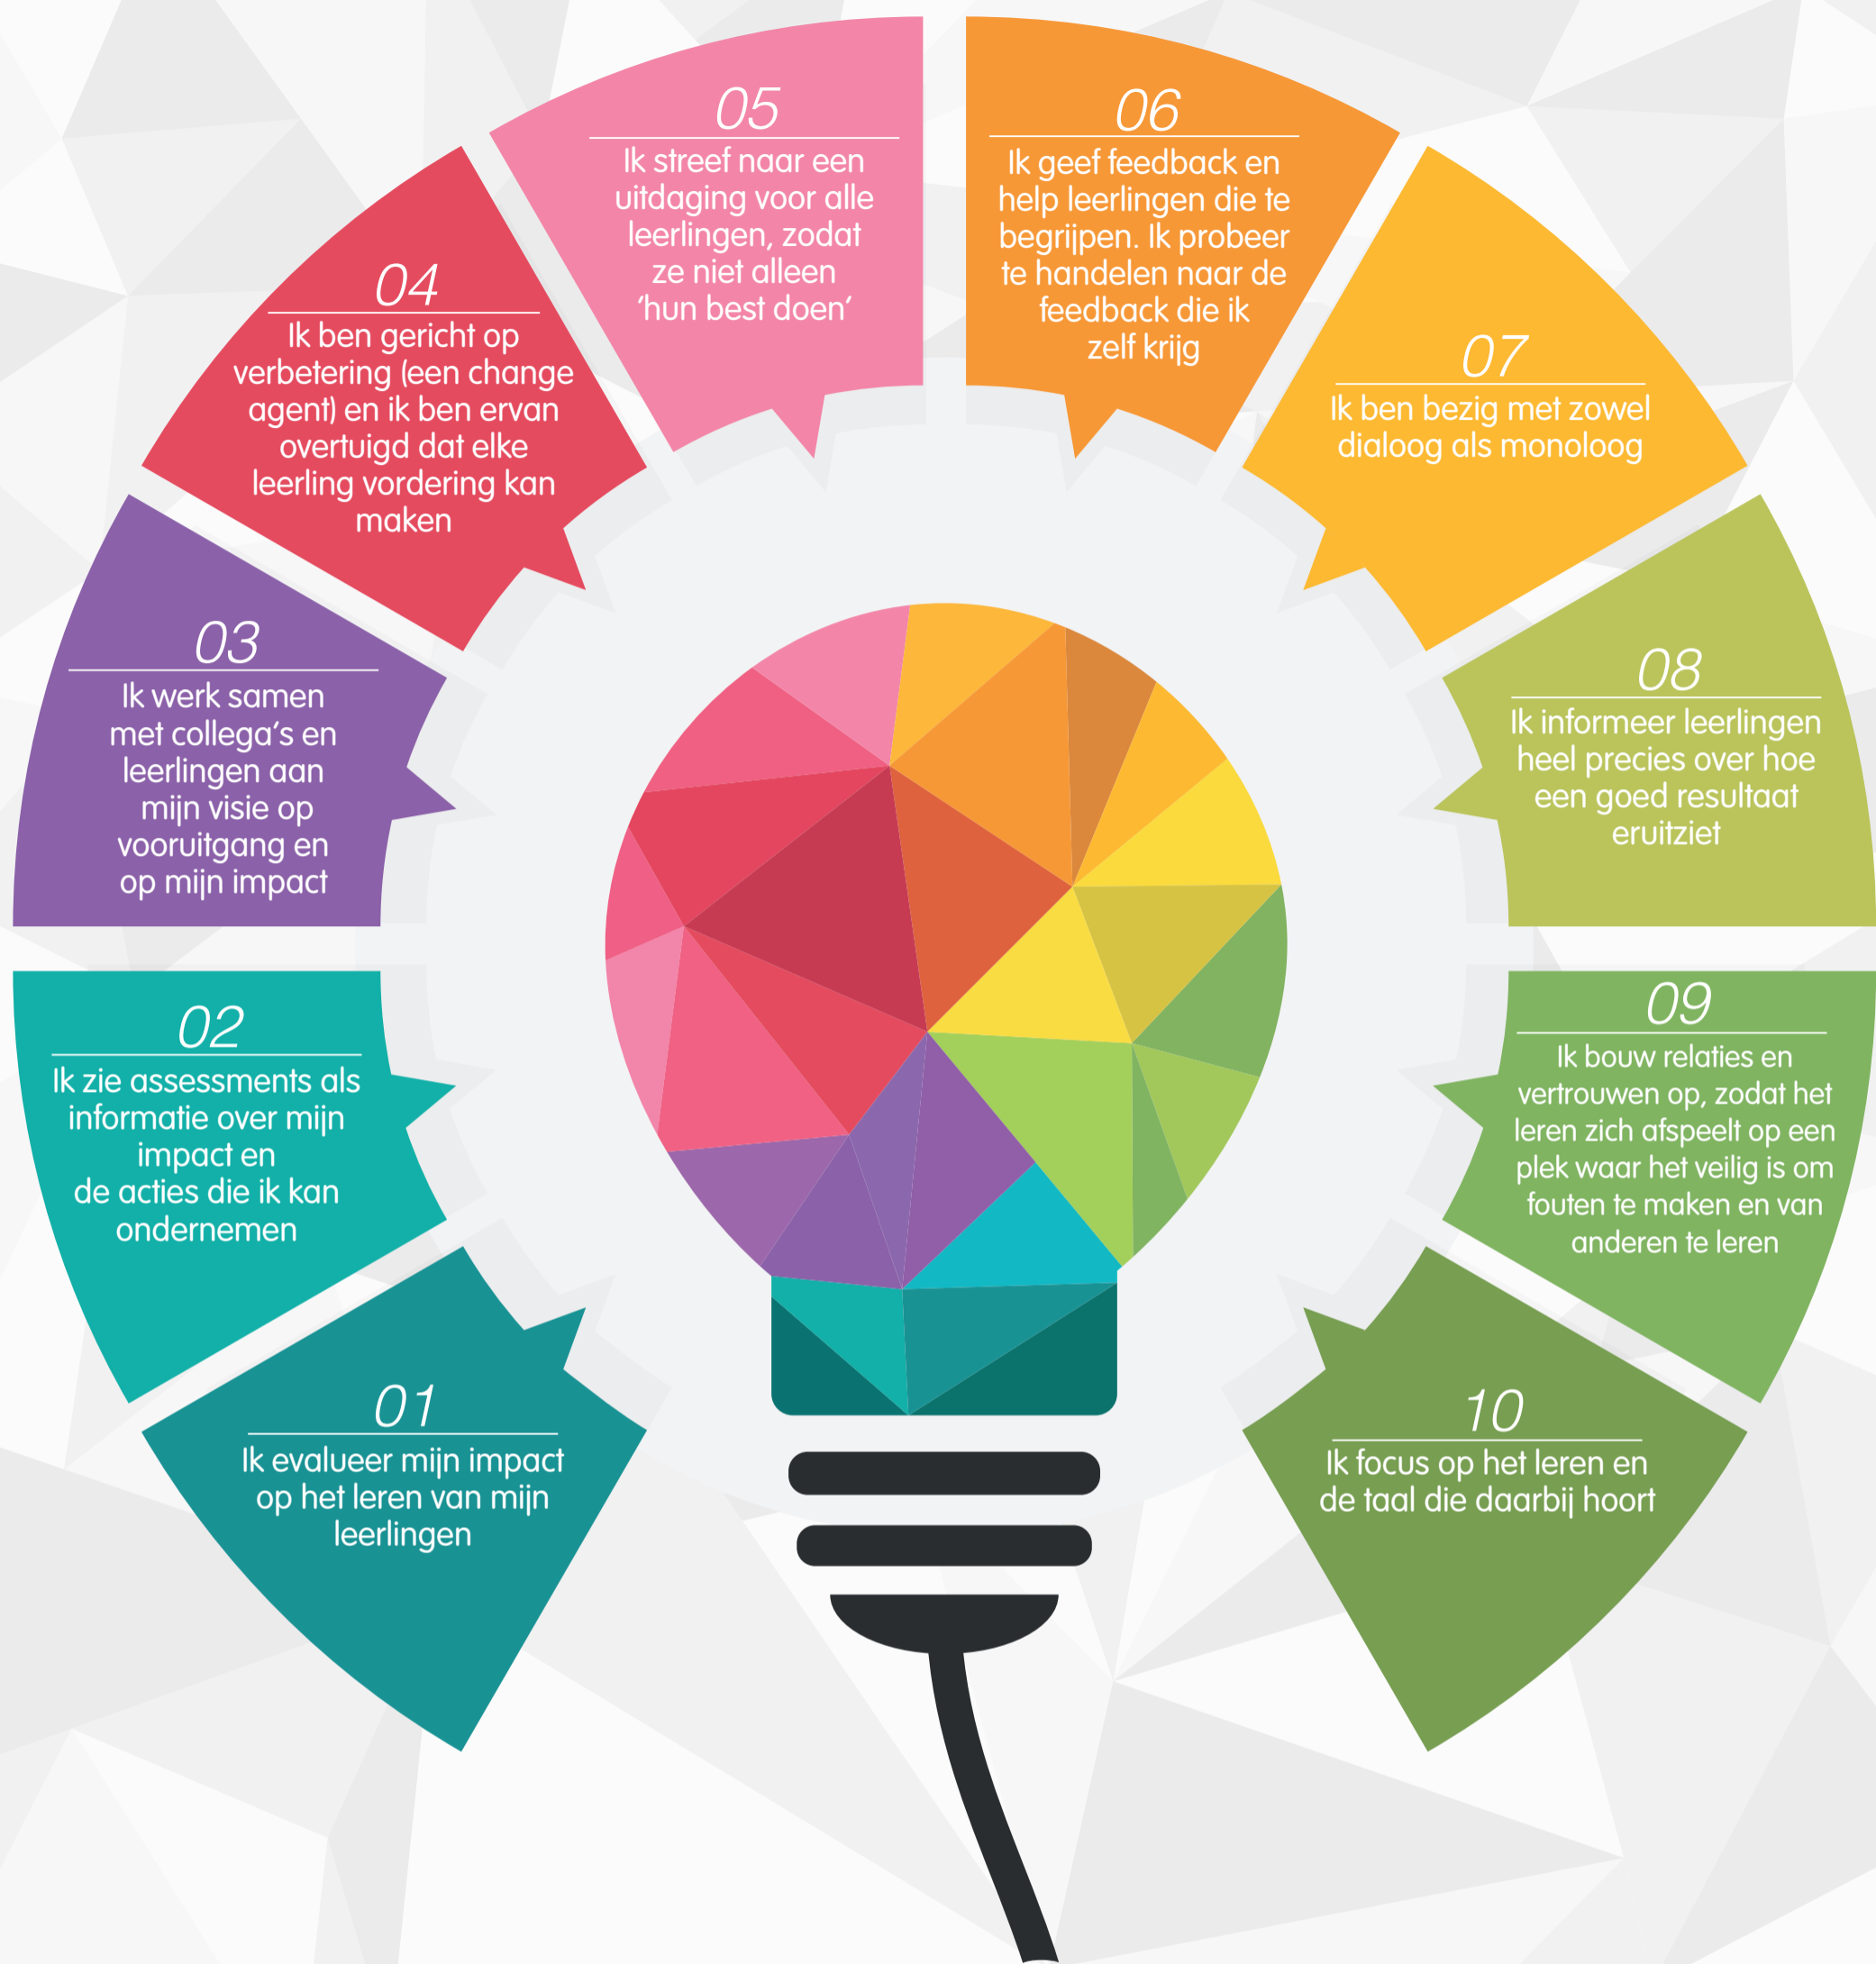 01
Ik evalueer mijn impact
op het leren van mijn
leerlingen
02
Ik zie assessments als
informatie over mijn
impact en
de acties die ik kan
ondernemen
03
Ik werk samen
met collega’s en
leerlingen aan
mijn visie op
vooruitgang en
op mijn impact
04
Ik ben gericht op
verbetering (een change
agent) en ik ben ervan
overtuigd dat elke
leerling vordering kan
maken
05
Ik streef naar een
uitdaging voor alle
leerlingen, zodat
ze niet alleen
‘hun best doen’
06
Ik geef feedback en
help leerlingen die te
begrijpen. Ik probeer
te handelen naar de
feedback die ik
zelf krijg
07
Ik ben bezig met zowel
dialoog als monoloog
08
Ik informeer leerlingen
heel precies over hoe
een goed resultaat
eruitziet
09
Ik bouw relaties en
vertrouwen op, zodat het
leren zich afspeelt op een
plek waar het veilig is om
fouten te maken en van
anderen te leren
10
Ik focus op het leren en
de taal die daarbij hoort